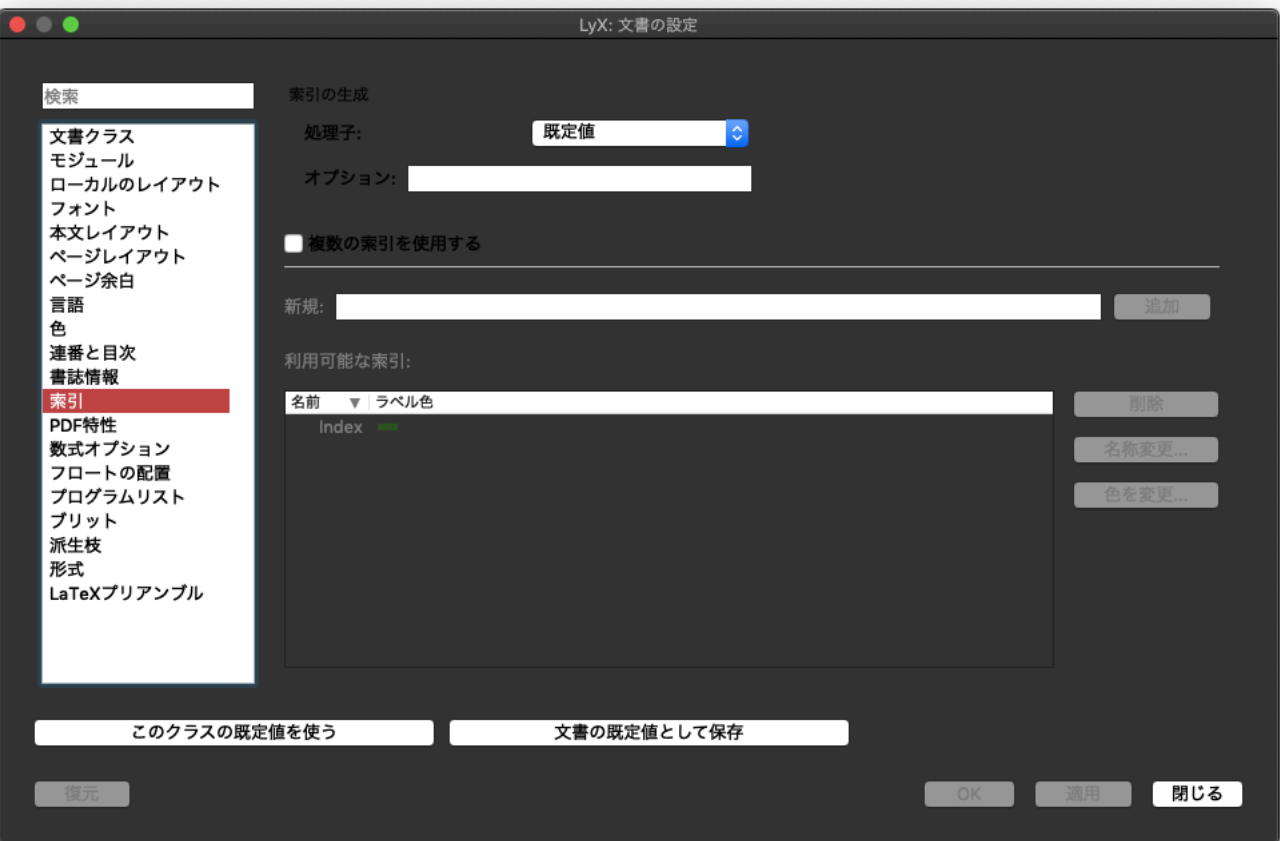 LyX: 文書の設定
検索
文書クラス
モジュール
ローカルのレイアウト
フォント
本文レイアウト
ページレイアウト
ページ余白
言語
色
連番と目次
書誌情報
索引
PDF特性
数式オプション
フロートの配置
プログラムリスト
ブリット
派生枝
形式
LaTeXプリアンブル
索引の生成
処理子: 既定値
オプション:
複数の索引を使用する
新規: 追加
利用可能な索引:
名前 ▼ ラベル色
Index
削除
名称変更...
色を変更...
このクラスの既定値を使う 文書の既定値として保存
復元 OK 適用 閉じる